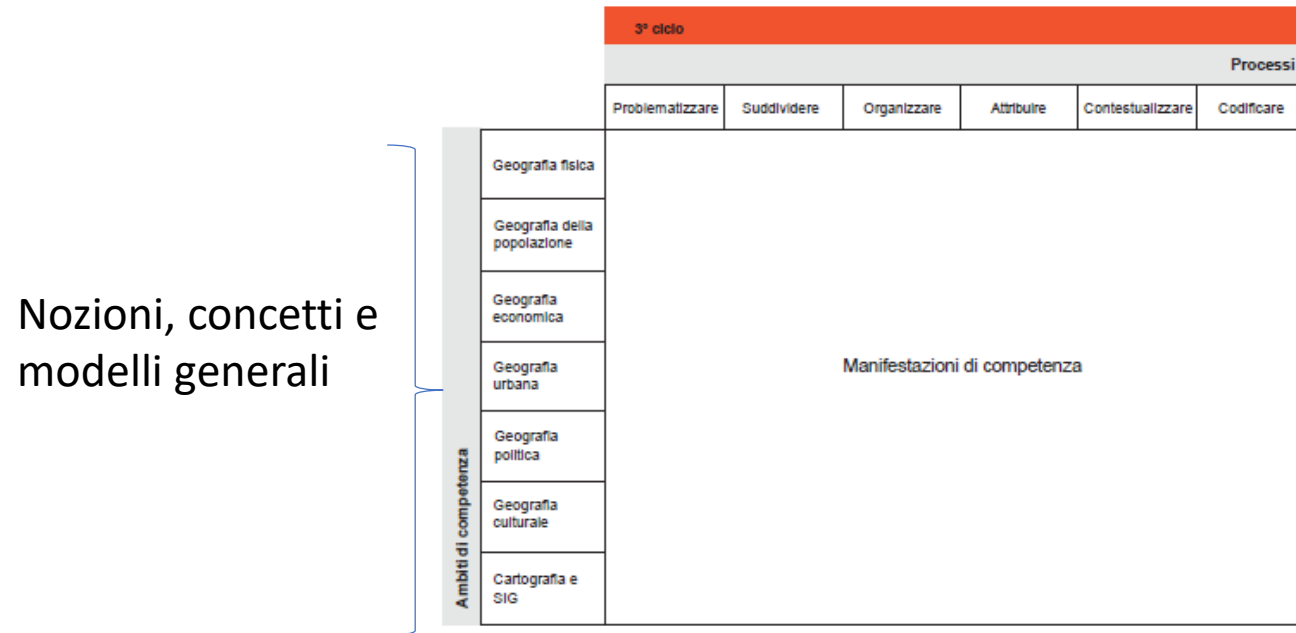 3° ciclo
Processi
Problematizzare Suddividere Organizzare Attribuire Contestualizzare Codificare
Geografia fisica
Geografia della
popolazione
Geografia
economica
Nozioni, concetti e
modelli generali
Geografia
urbana
Manifestazioni di competenza
Geografia
politica
Geografia
culturale
Cartografia e
SIG
Ambiti di competenza